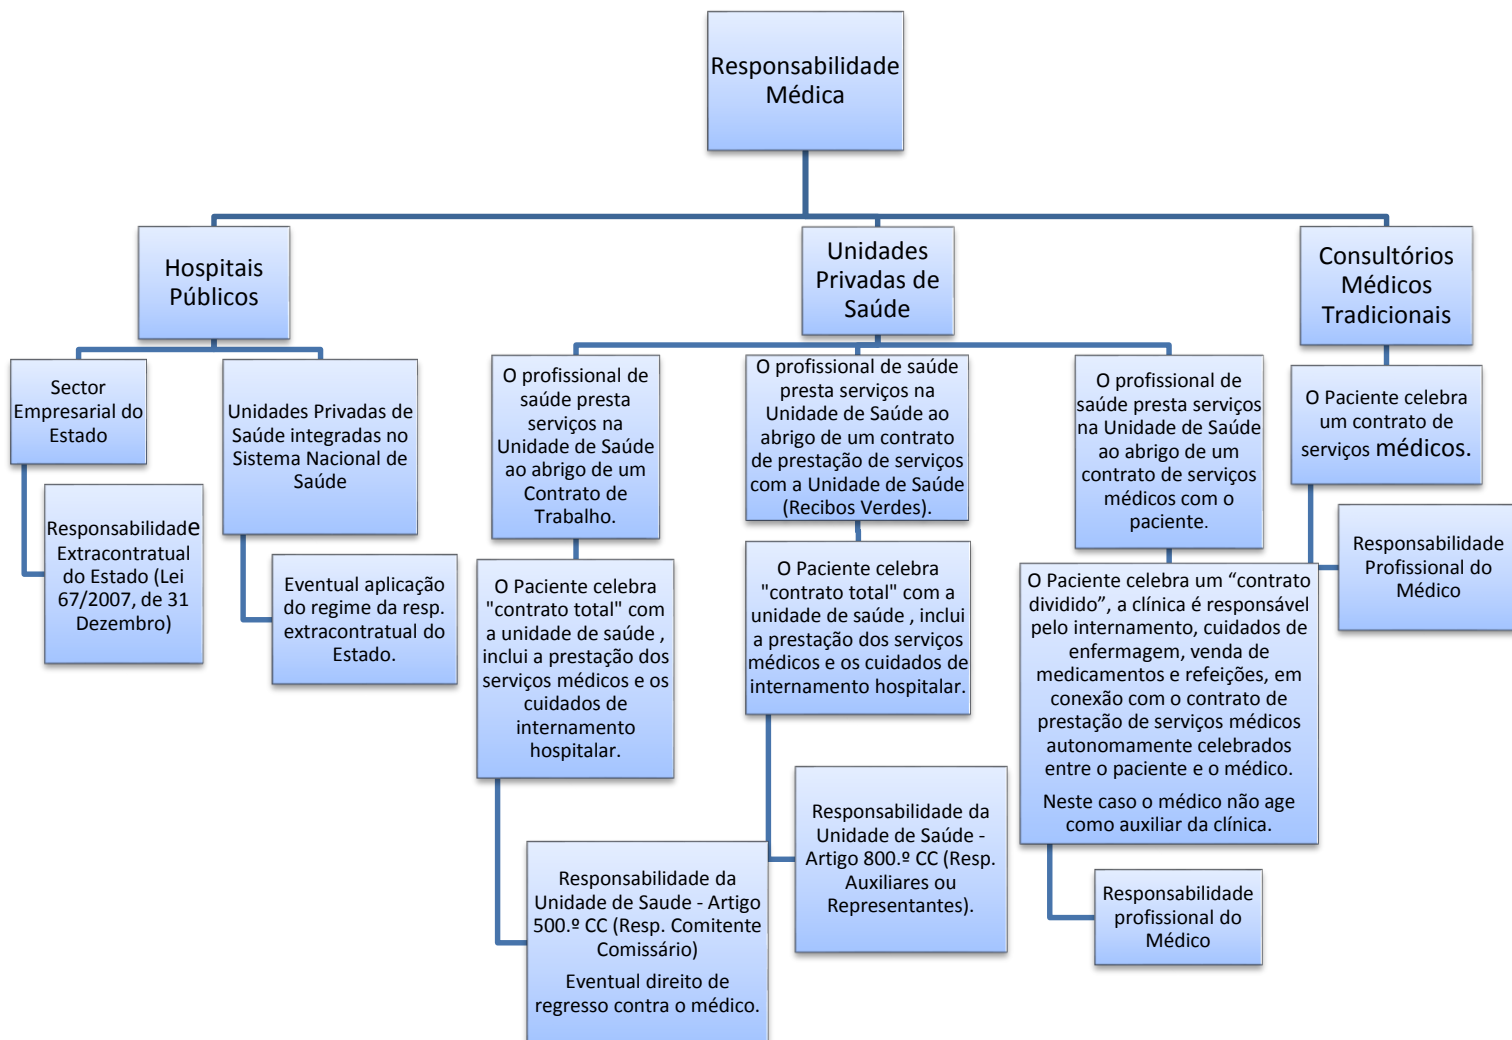 Responsabilidade
Médica
Hospitais
Públicos
Sector
Empresarial do
Estado
Responsabilidade
Extracontratual
do Estado (Lei
67/2007, de 31
Dezembro)
Unidades Privadas de
Saúde integradas no
Sistema Nacional de
Saúde
Eventual aplicação
do regime da resp.
extracontratual do
Estado.
Unidades
Privadas de
Saúde
O profissional de
saúde presta
serviços na
Unidade de Saúde
ao abrigo de um
Contrato de
Trabalho.
O Paciente celebra
"contrato total" com
a unidade de saúde ,
inclui a prestação dos
serviços médicos e os
cuidados de
internamento
hospitalar.
Responsabilidade da
Unidade de Saude - Artigo
500.º CC (Resp. Comitente
Comissário)
Eventual direito de
regresso contra o médico.
O profissional de saúde
presta serviços na
Unidade de Saúde ao
abrigo de um contrato
de prestação de serviços
com a Unidade de Saúde
(Recibos Verdes).
O Paciente celebra
"contrato total" com a
unidade de saúde , inclui
a prestação dos serviços
médicos e os cuidados de
internamento hospitalar.
Responsabilidade da
Unidade de Saúde -
Artigo 800.º CC (Resp.
Auxiliares ou
Representantes).
O profissional de
saúde presta serviços
na Unidade de Saúde
ao abrigo de um
contrato de serviços
médicos com o
paciente.
O Paciente celebra um “contrato
dividido”, a clínica é responsável
pelo internamento, cuidados de
enfermagem, venda de
medicamentos e refeições, em
conexão com o contrato de
prestação de serviços médicos
autonomamente celebrados
entre o paciente e o médico.
Neste caso o médico não age
como auxiliar da clínica.
Responsabilidade
profissional do
Médico
Consultórios
Médicos
Tradicionais
O Paciente celebra
um contrato de
serviços médicos.
Responsabilidade
Profissional do
Médico